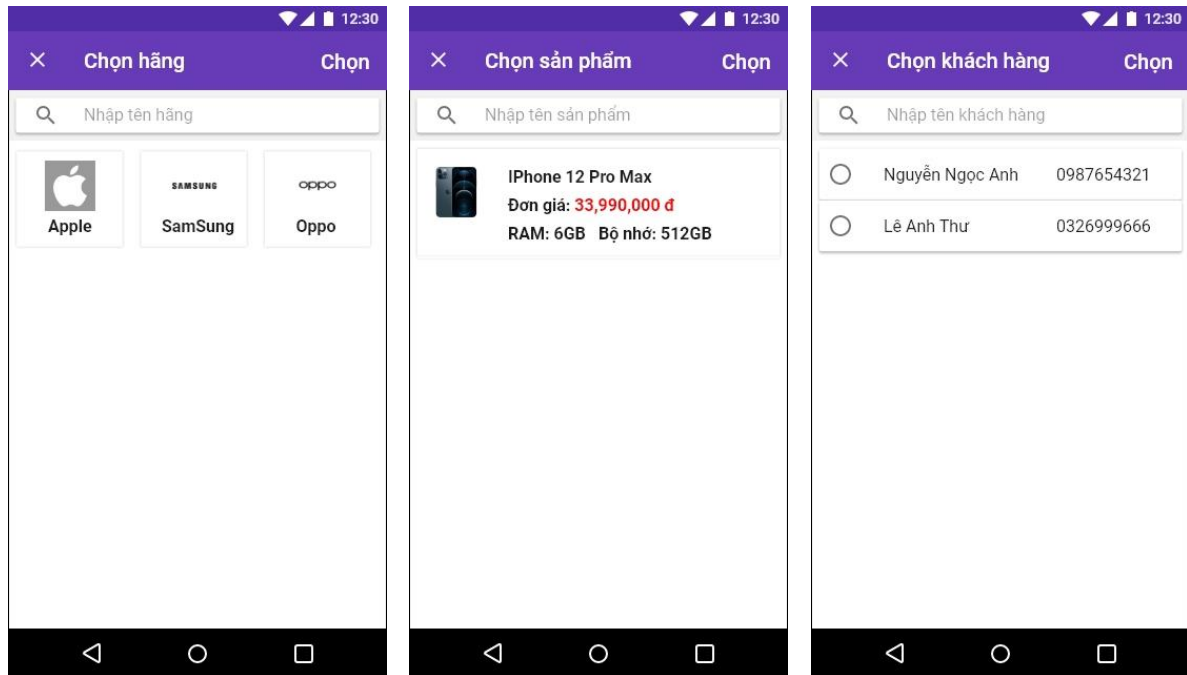 12:30
Chọn hãng Chọn
Nhập tên hãng
SAMSUNG oppo
Apple SamSung Oppo
12:30
Chọn sản phẩm Chọn
Nhập tên sản phẩm
IPhone 12 Pro Max
Đơn giá: 33,990,000 đ
RAM: 6GB Bộ nhớ: 512GB
12:30
Chọn khách hàng Chọn
Nhập tên khách hàng
Nguyễn Ngọc Anh 0987654321
Lê Anh Thư 0326999666